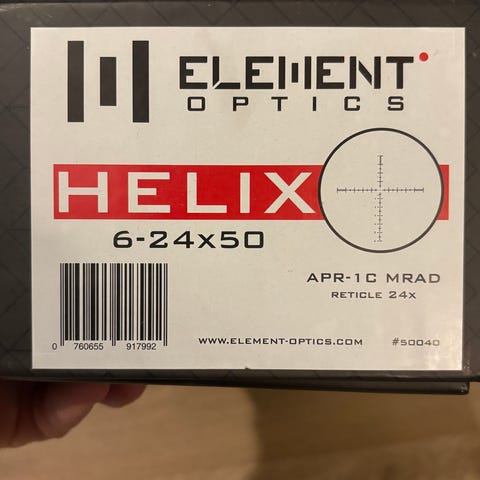 ELEMENT
OPTICS
HELIX
6-24x50
APR-1C MRAD
RETICLE 24X
0 760655 917992
WWW.ELEMENT-OPTICS.COM #50040